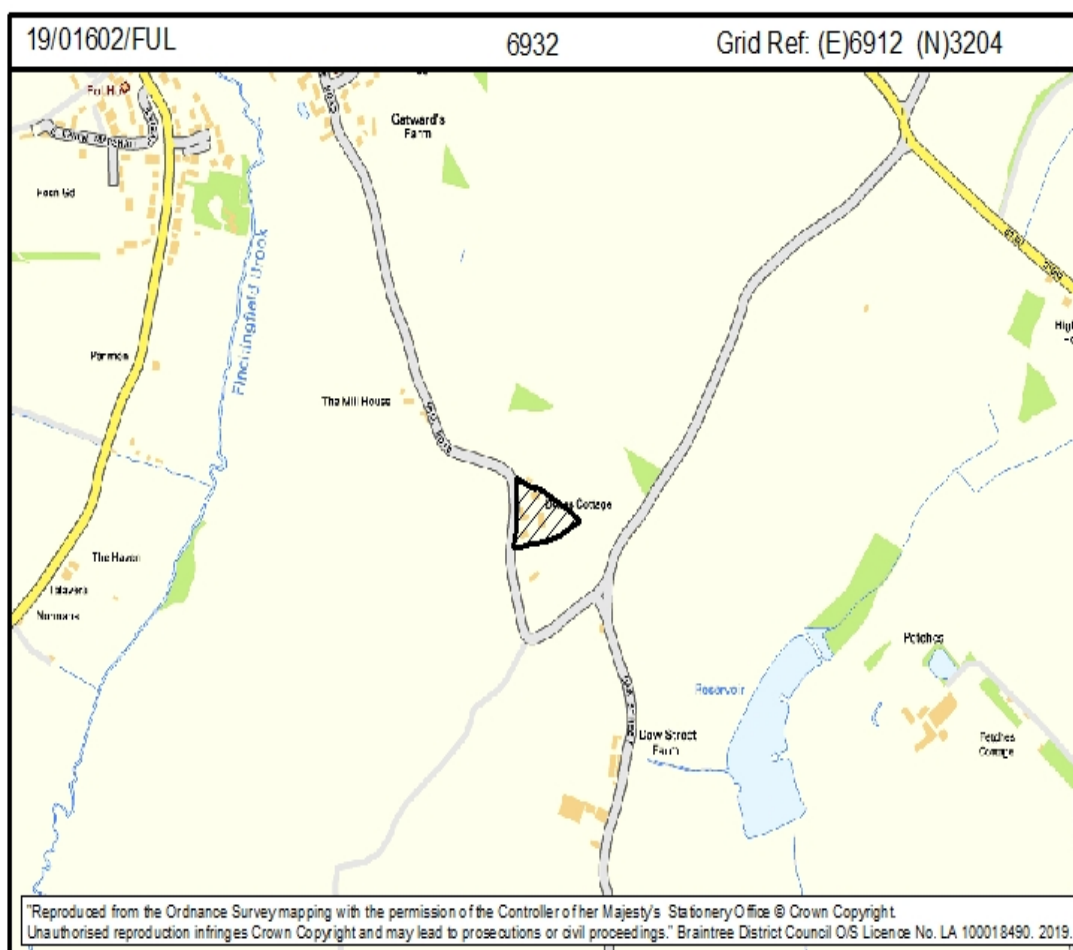 19/01602/FUL
6932
Grid Ref: (E)6912 (N)3204
Gatward's
Farm
Finchingfield Brook
The Mill House
Cottage
The Haven
Normans
Reservoir
Petches
Daw Street
Farm
Petches
Cottage
"Reproduced from the Ordnance Survey mapping with the permission of the Controller of her Majesty's Stationery Office © Crown Copyright.
Unauthorised reproduction infringes Crown Copyright and may lead to prosecutions or civil proceedings." Braintree District Council O/S Licence No. LA 100018490. 2019.